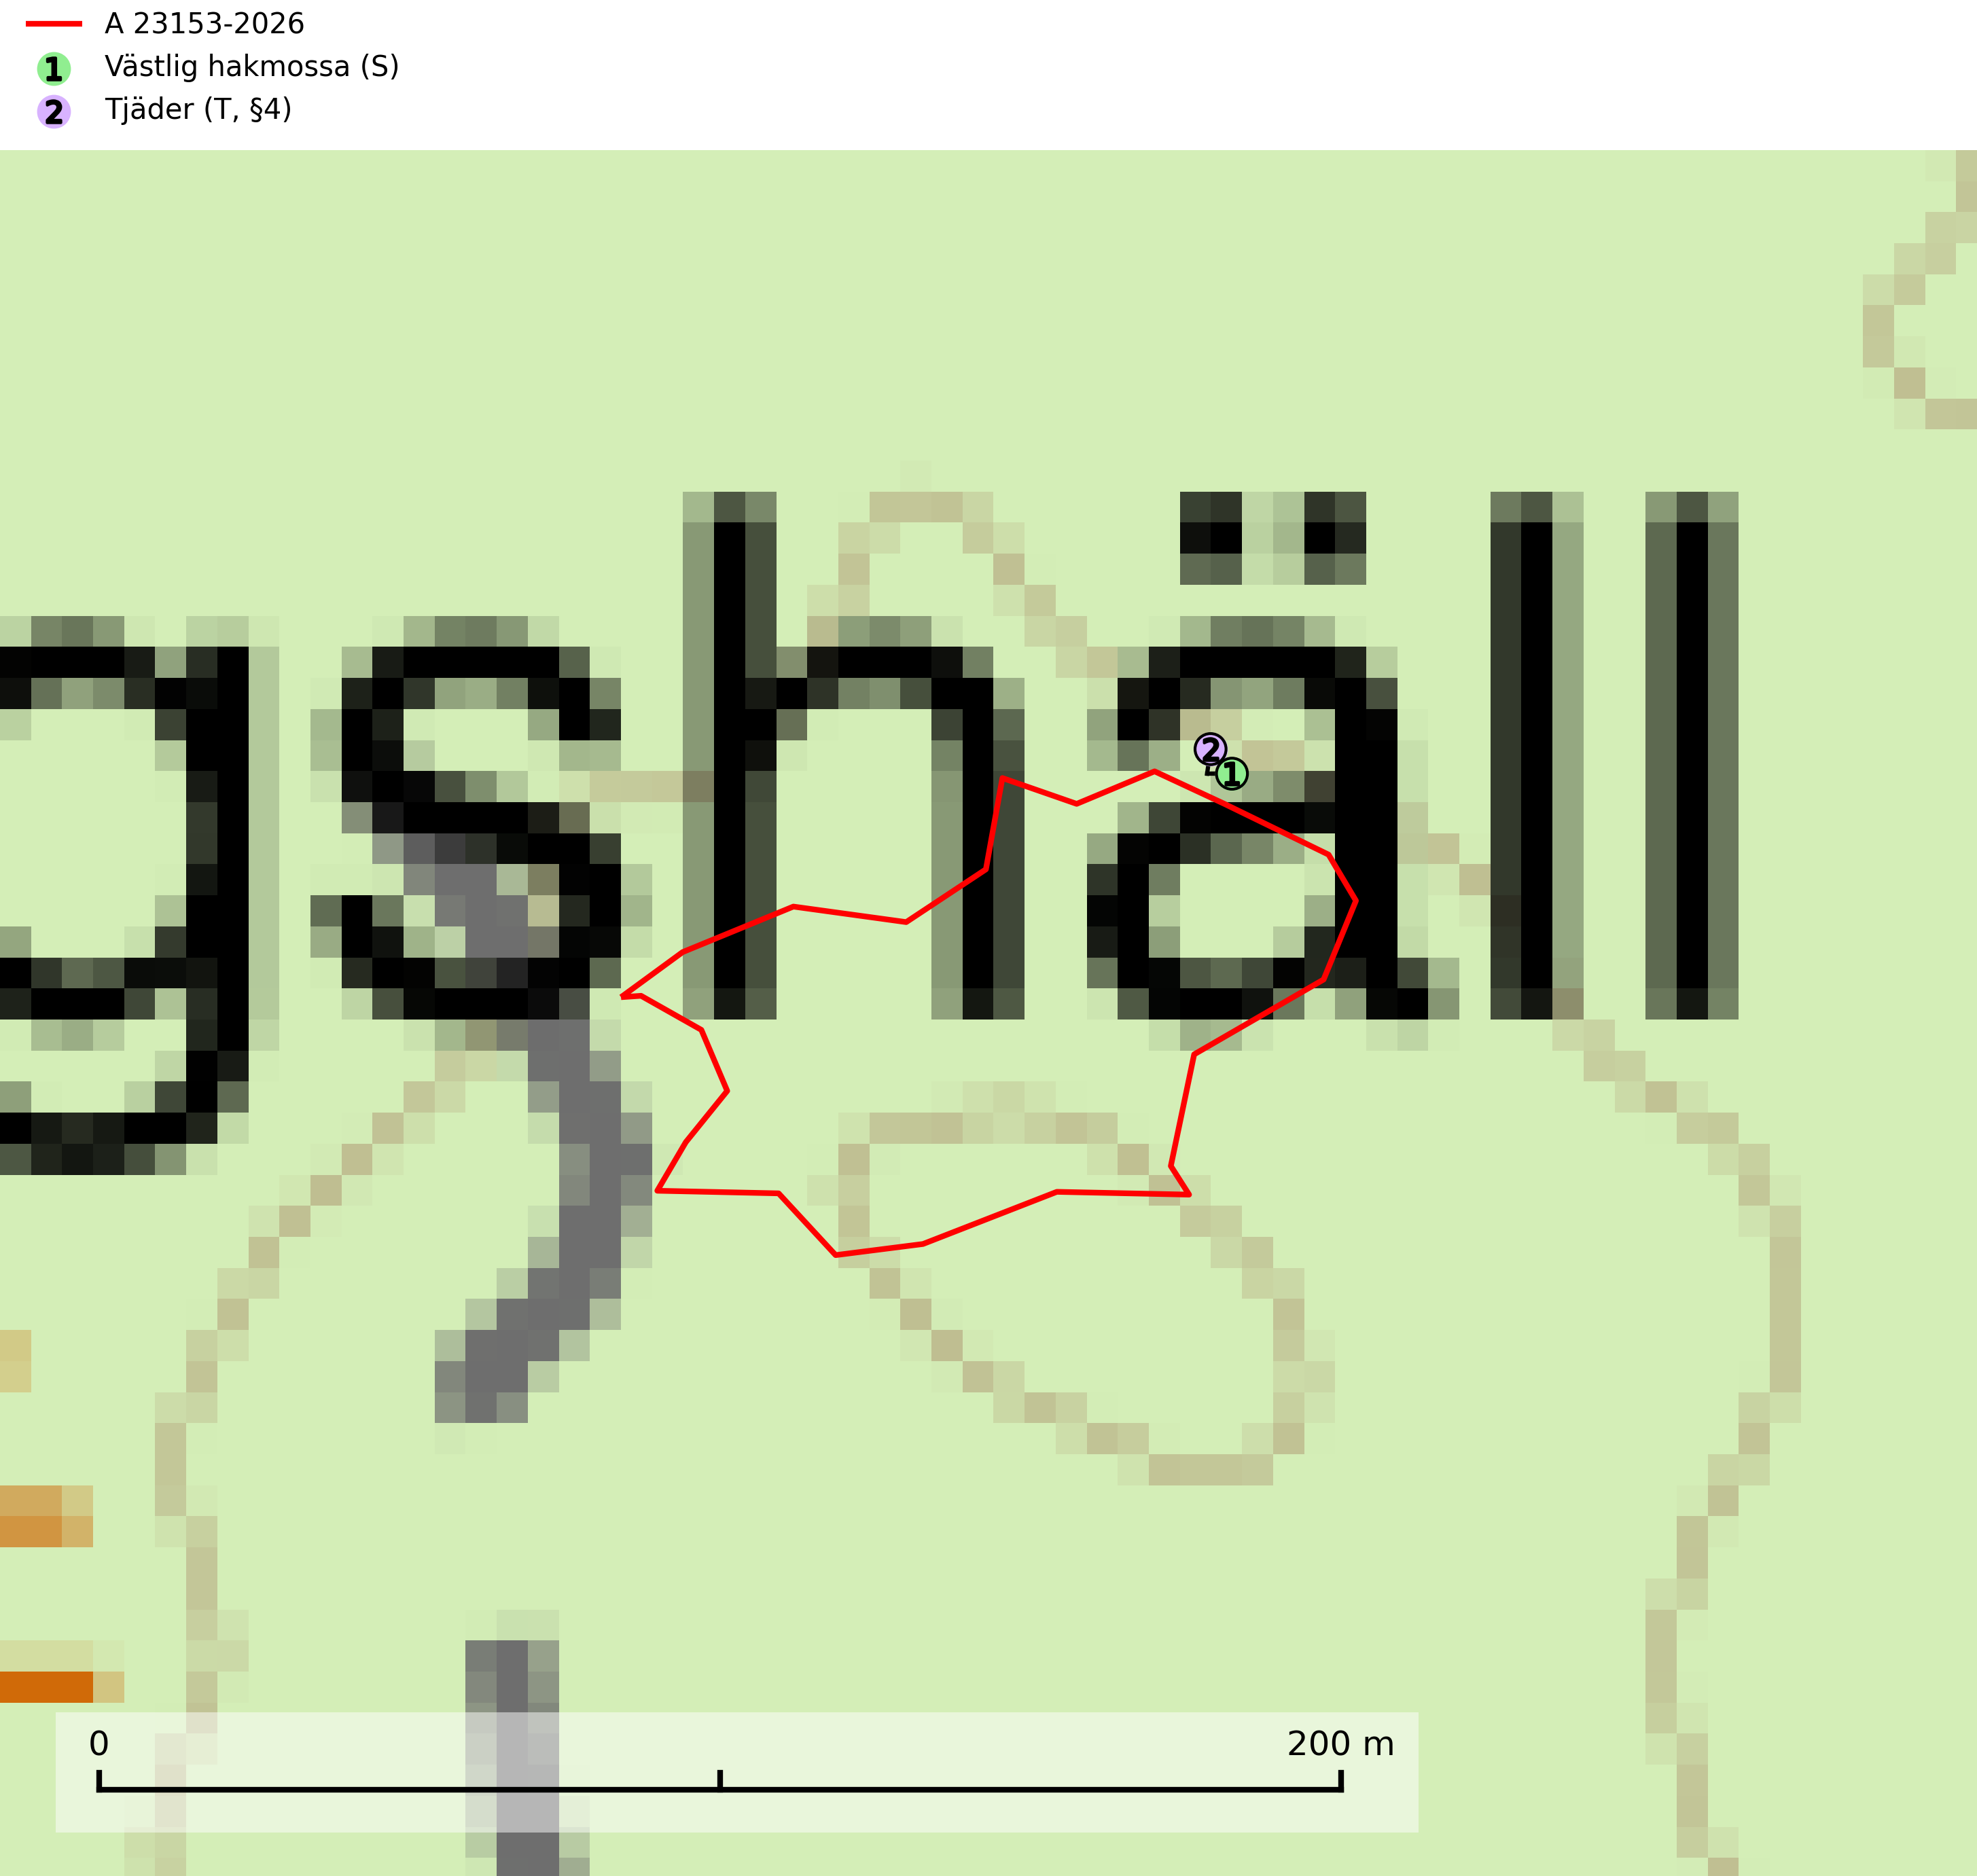 A 23153-2026
1 Västlig hakmossa (S)
2 Tjäder (T, §4)
gshäll
2
1
0 200 m